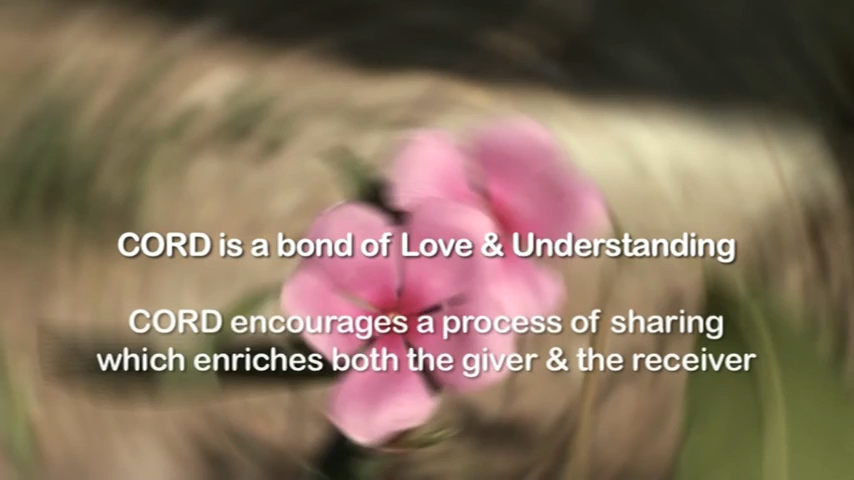 CORD is a bond of Love & Understanding
CORD encourages a process of sharing
which enriches both the giver & the receiver